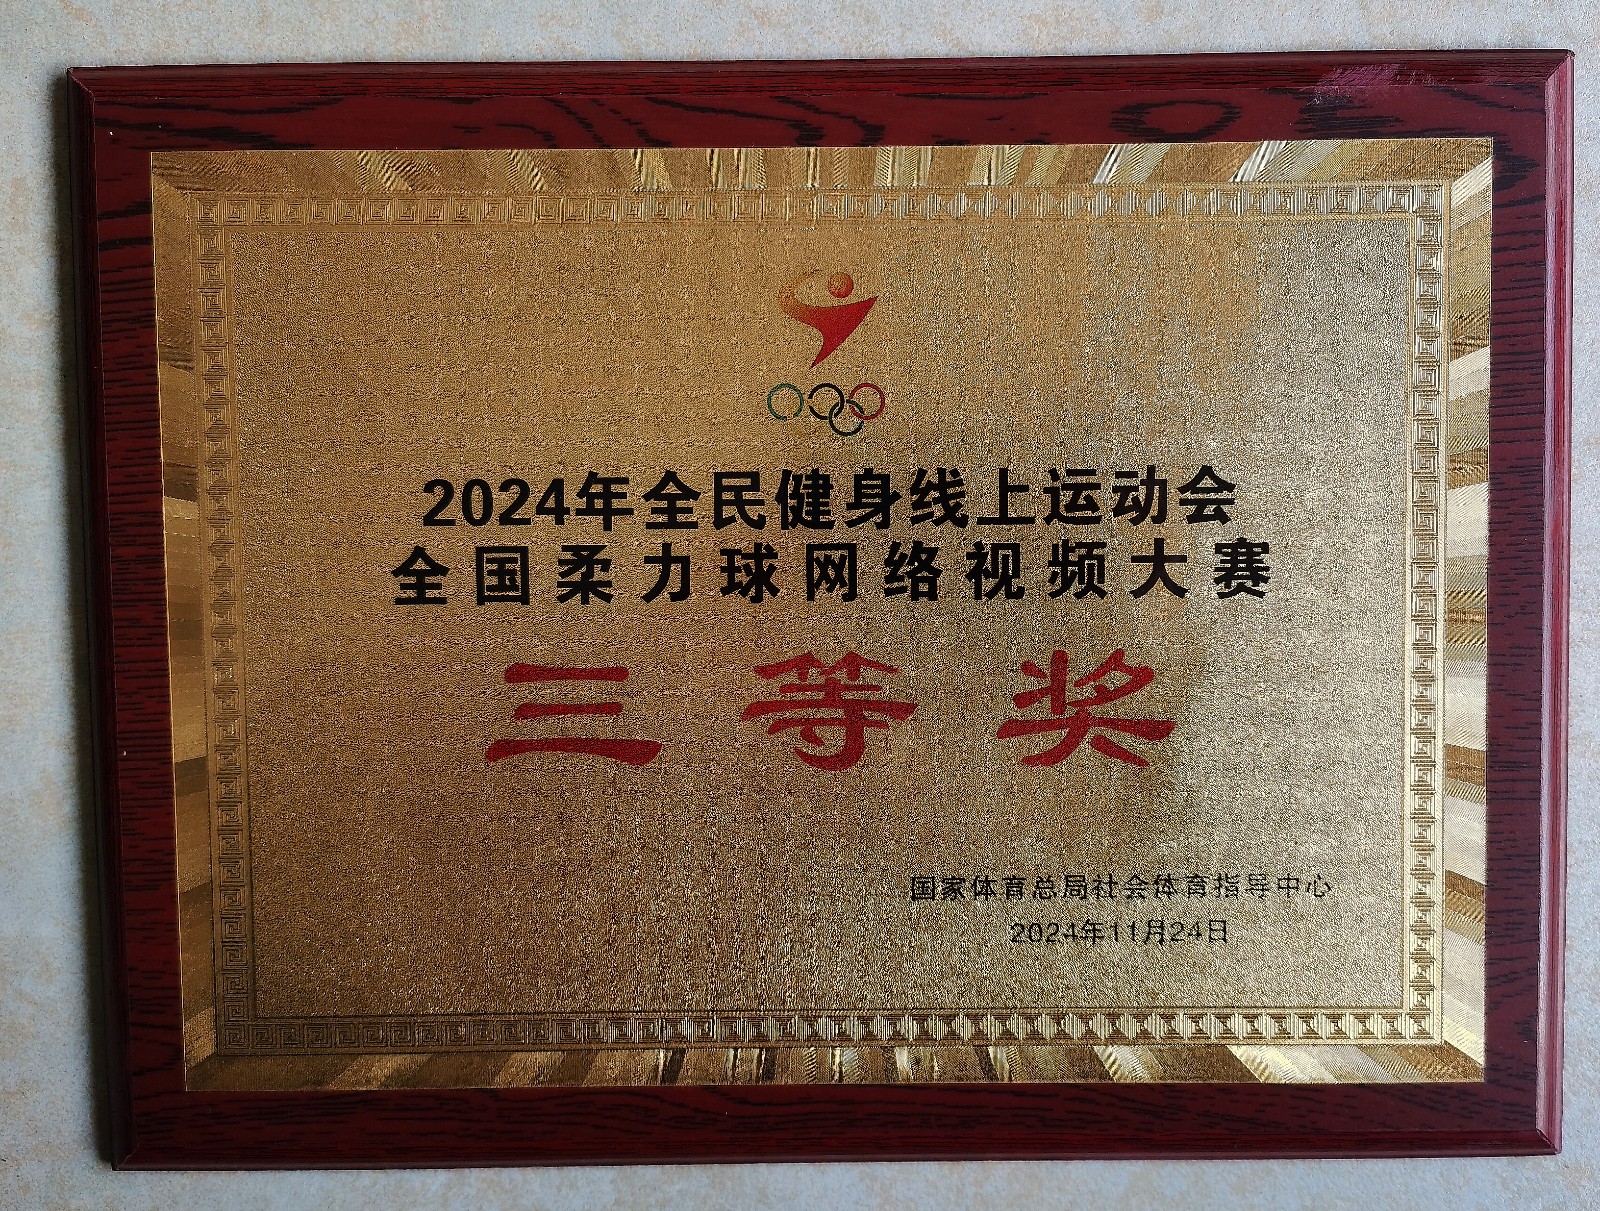 2024年全民健身线上运动会
全国柔力球网络视频大赛
三等奖
国家体育总局社会体育指导中心
2024年11月24日